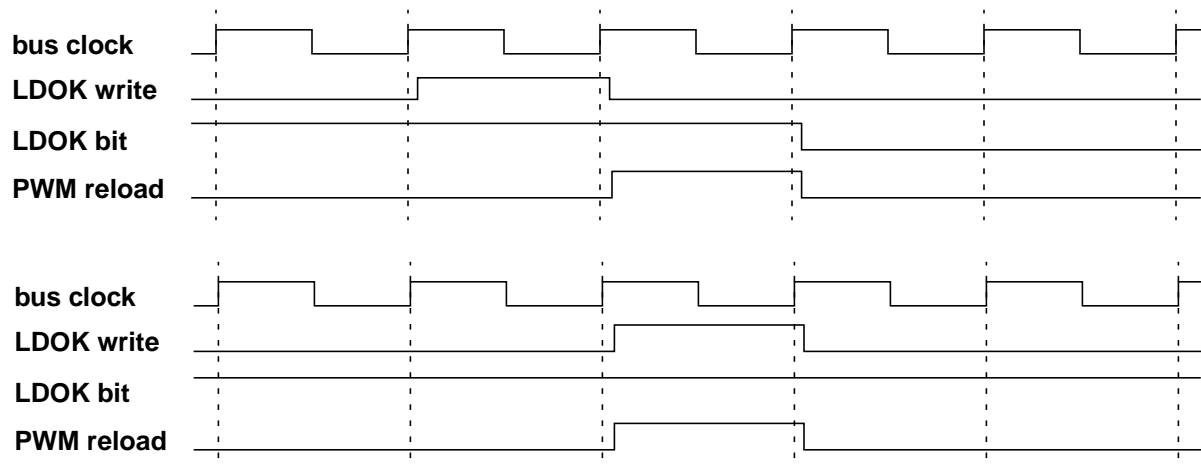 bus clock
LDOK write
LDOK bit
PWM reload
bus clock
LDOK write
LDOK bit
PWM reload